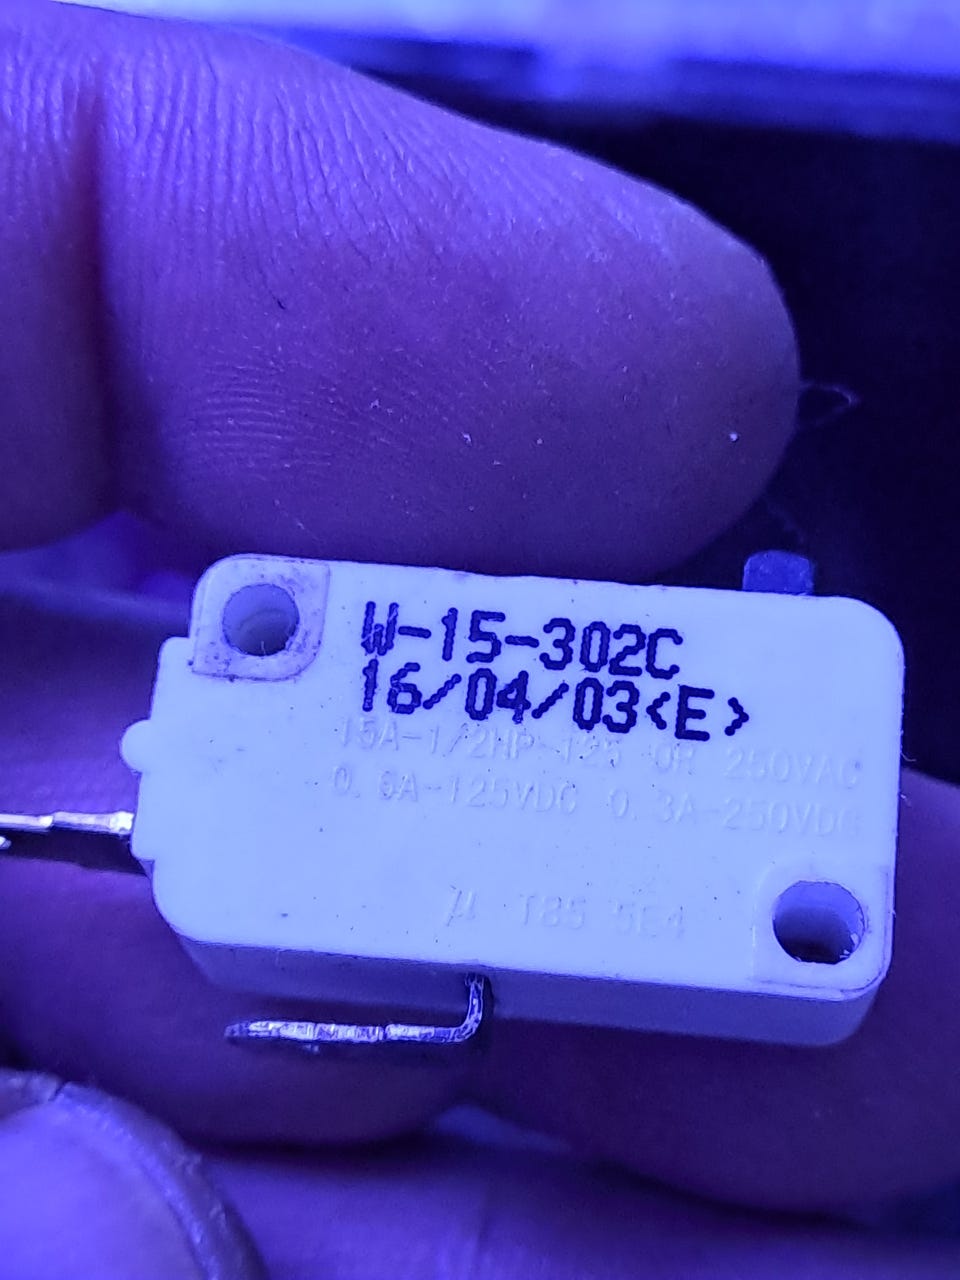 W-15-302C
16/04/03<E>
15A-1/2HP 125 OR 250VAC
0.6A-125VDC 0.3A-250VDC
µ T85 5E4